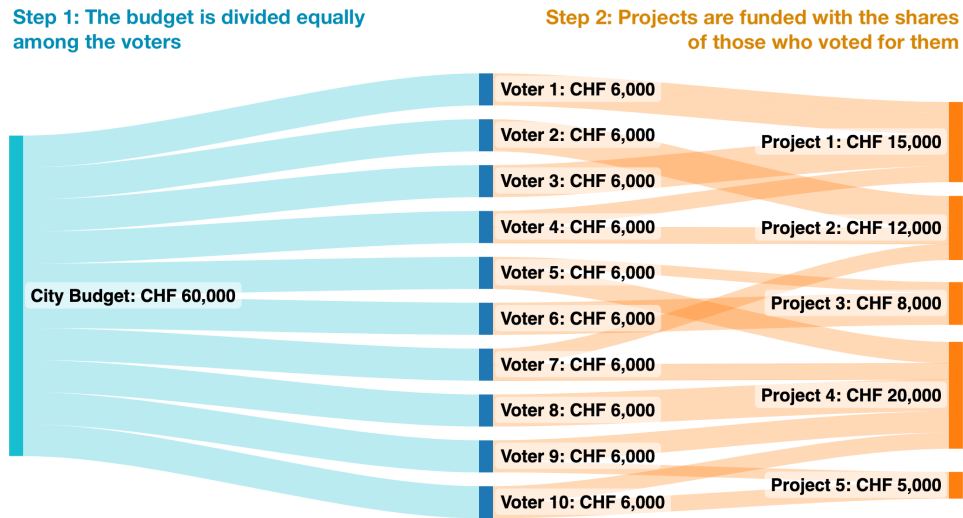 Step 1: The budget is divided equally
among the voters
Step 2: Projects are funded with the shares
of those who voted for them
City Budget: CHF 60,000
Voter 1: CHF 6,000
Voter 2: CHF 6,000
Voter 3: CHF 6,000
Voter 4: CHF 6,000
Voter 5: CHF 6,000
Voter 6: CHF 6,000
Voter 7: CHF 6,000
Voter 8: CHF 6,000
Voter 9: CHF 6,000
Voter 10: CHF 6,000
Project 1: CHF 15,000
Project 2: CHF 12,000
Project 3: CHF 8,000
Project 4: CHF 20,000
Project 5: CHF 5,000